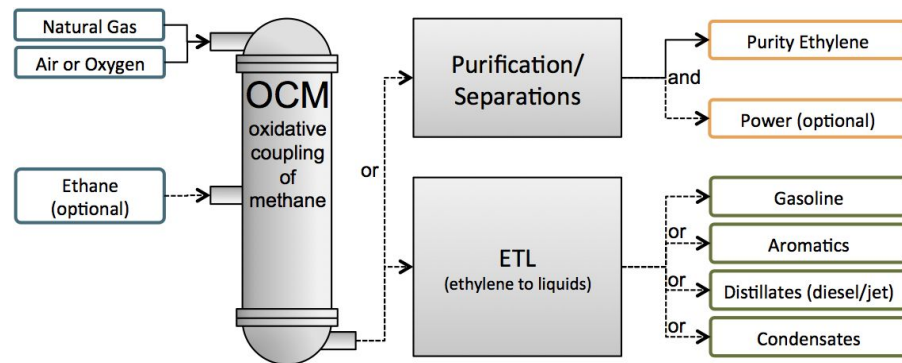 Natural Gas
Air or Oxygen
Ethane
(optional)
OCM
oxidative
coupling
of
methane
or
Purification/
Separations
ETL
(ethylene to liquids)
Purity Ethylene
and
Power (optional)
Gasoline
or
Aromatics
or
Distillates (diesel/jet)
or
Condensates